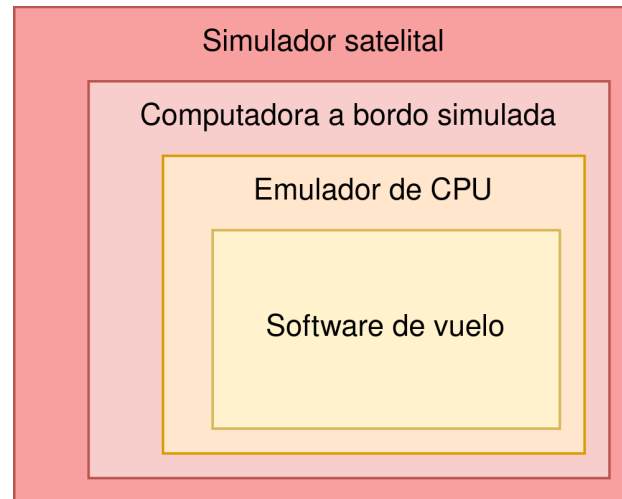 Simulador satelital
Computadora a bordo simulada
Emulador de CPU
Software de vuelo